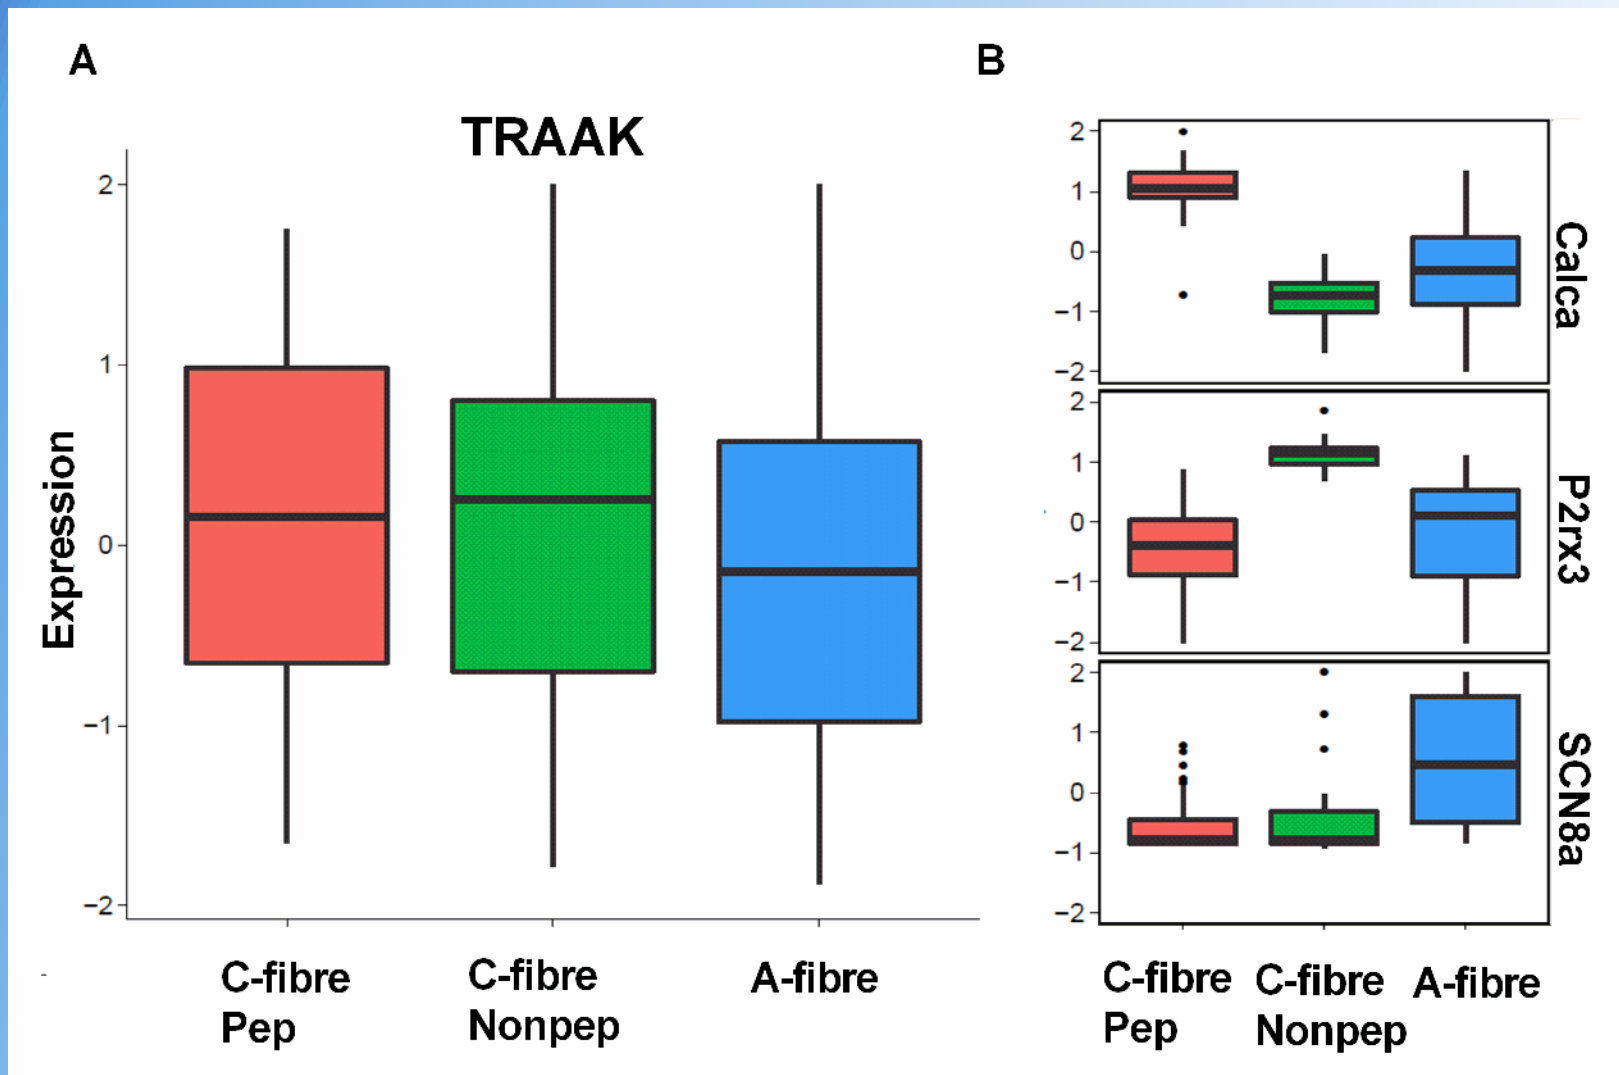 A
TRAAK
Expression
2
1
0
−1
−2
C-fibre
Pep
C-fibre
Nonpep
A-fibre
B
2
1
0
−1
−2
Calca
2
1
0
−1
−2
P2rx3
2
1
0
−1
−2
SCN8a
C-fibre
Pep
C-fibre
Nonpep
A-fibre